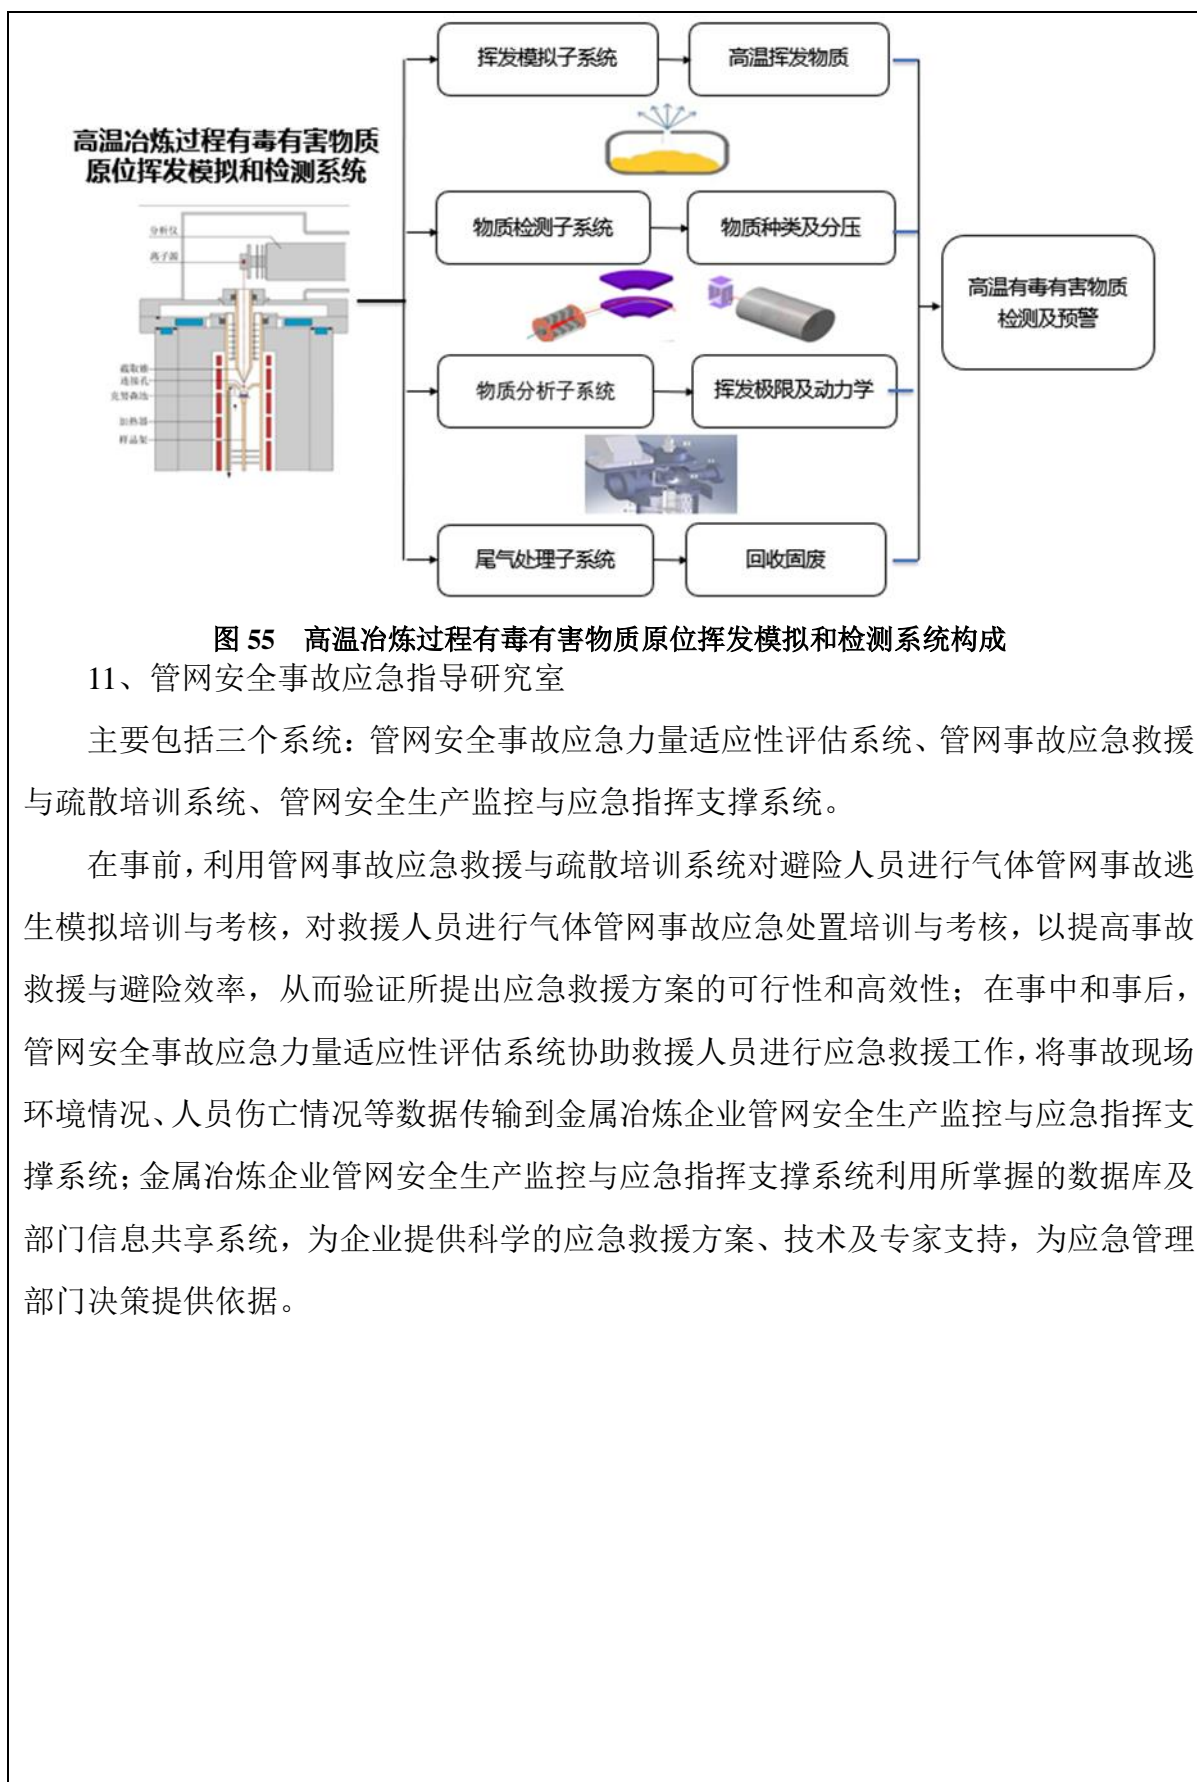 挥发模拟子系统
高温挥发物质
高温冶炼过程有毒有害物质
原位挥发模拟和检测系统
分析仪
离子源
物质检测子系统
物质种类及分压
高温有毒有害物质
检测及预警
截取锥
连接孔
克努森池
加热器
样品架
物质分析子系统
挥发极限及动力学
尾气处理子系统
回收固废
图 55 高温冶炼过程有毒有害物质原位挥发模拟和检测系统构成
11、管网安全事故应急指导研究室
主要包括三个系统：管网安全事故应急力量适应性评估系统、管网事故应急救援
与疏散培训系统、管网安全生产监控与应急指挥支撑系统。
在事前，利用管网事故应急救援与疏散培训系统对避险人员进行气体管网事故逃
生模拟培训与考核，对救援人员进行气体管网事故应急处置培训与考核，以提高事故
救援与避险效率，从而验证所提出应急救援方案的可行性和高效性；在事中和事后，
管网安全事故应急力量适应性评估系统协助救援人员进行应急救援工作，将事故现场
环境情况、人员伤亡情况等数据传输到金属冶炼企业管网安全生产监控与应急指挥支
撑系统；金属冶炼企业管网安全生产监控与应急指挥支撑系统利用所掌握的数据库及
部门信息共享系统，为企业提供科学的应急救援方案、技术及专家支持，为应急管理
部门决策提供依据。